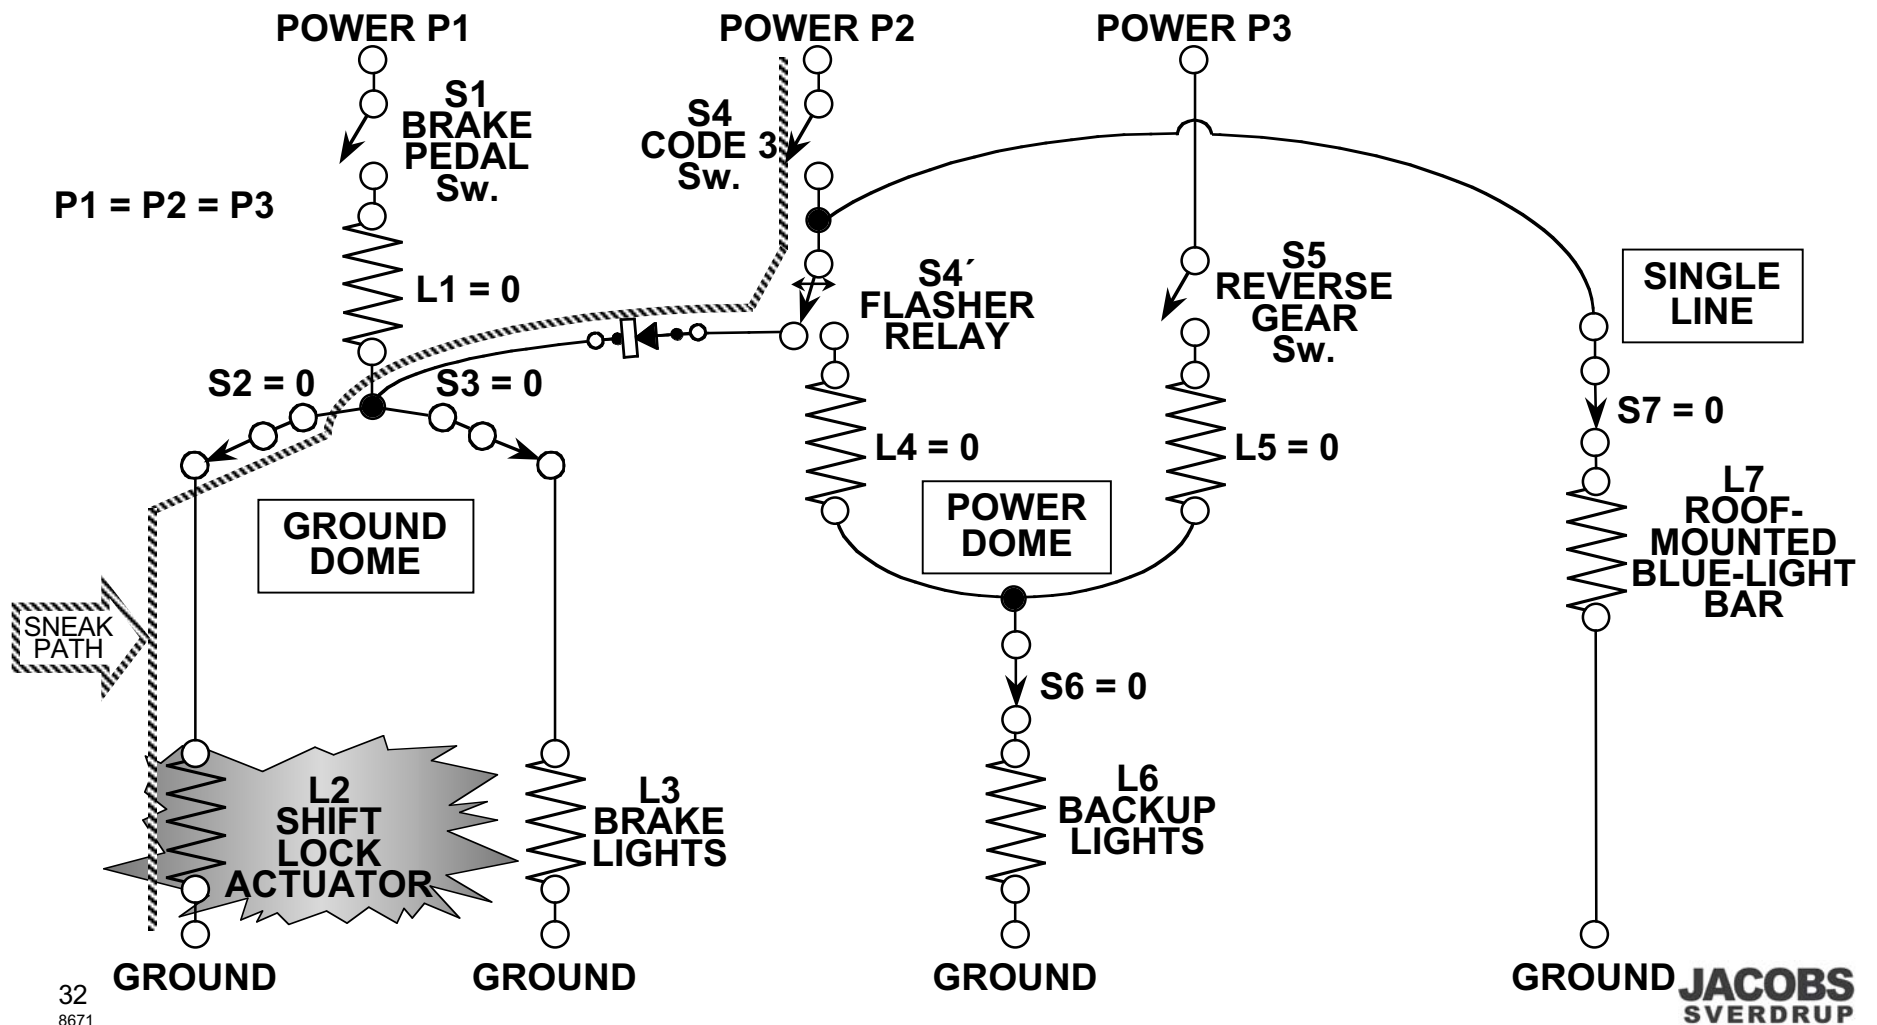 POWER P1
POWER P2
POWER P3
S1
BRAKE
PEDAL
Sw.
S4
CODE 3
Sw.
P1 = P2 = P3
L1 = 0
S4´
FLASHER
RELAY
S5
REVERSE
GEAR
Sw.
SINGLE
LINE
S2 = 0
S3 = 0
S7 = 0
L4 = 0
L5 = 0
GROUND
DOME
POWER
DOME
L7
ROOF-
MOUNTED
BLUE-LIGHT
BAR
SNEAK
PATH
S6 = 0
L2
SHIFT
LOCK
ACTUATOR
L3
BRAKE
LIGHTS
L6
BACKUP
LIGHTS
GROUND
GROUND
GROUND
GROUND
32
8671
JACOBS
SVERDRUP